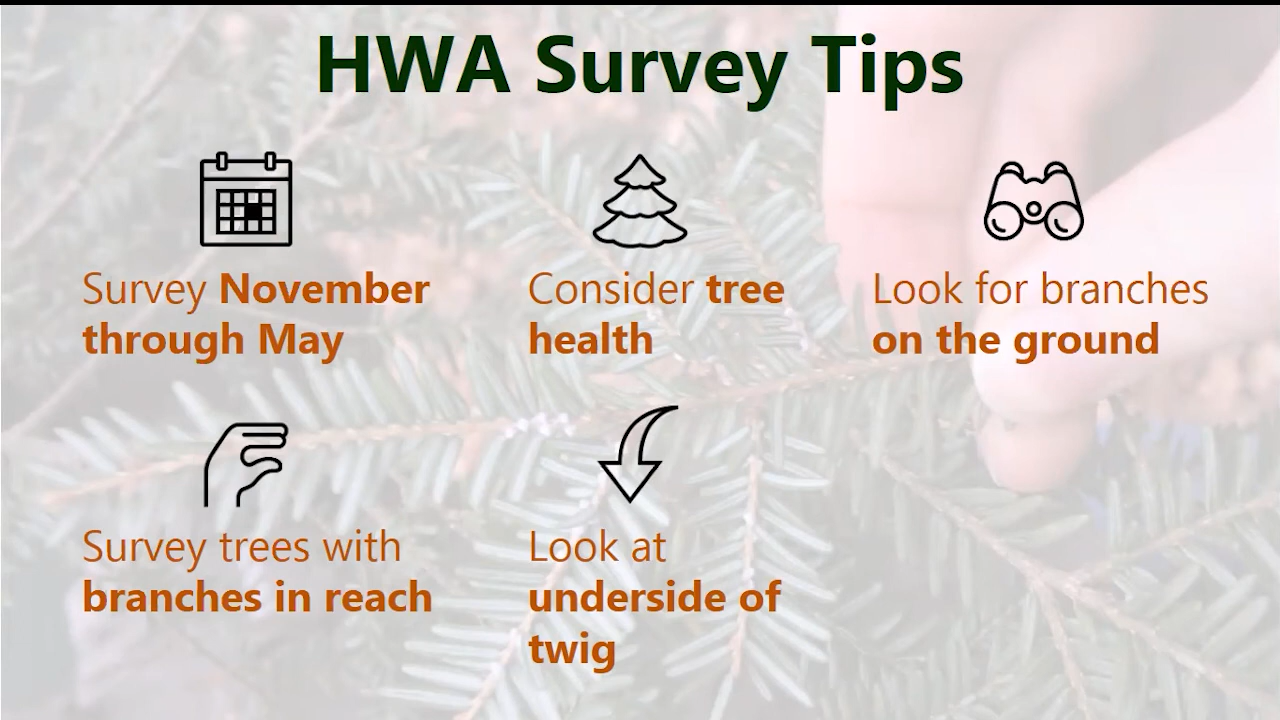 HWA Survey Tips
Survey November
through May
Consider tree
health
Look for branches
on the ground
Survey trees with
branches in reach
Look at
underside of
twig